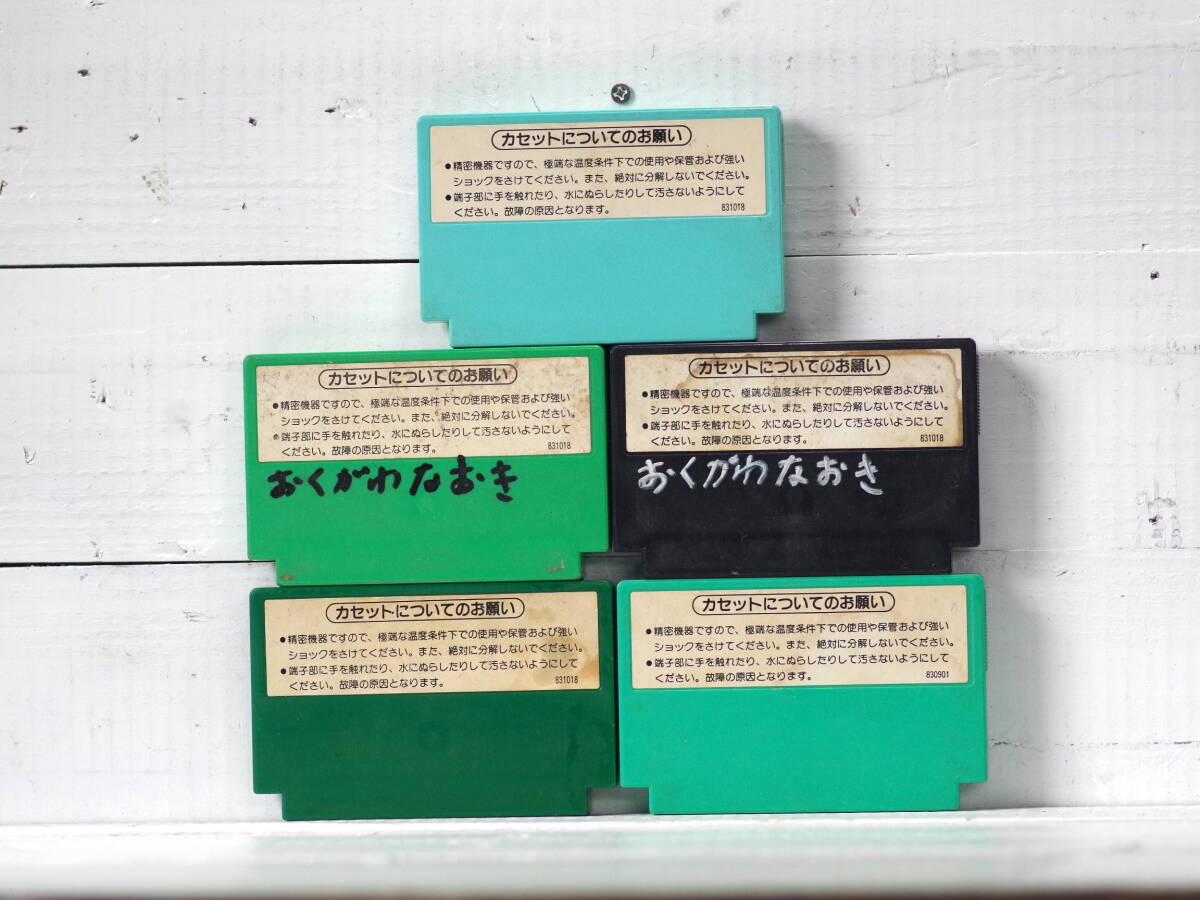 カセットについてのお願い
●精密機器ですので、極端な温度条件下での使用や保管および強い
ショックをさけてください。また、絶対に分解しないでください。
●端子部に手を触れたり、水にぬらしたりして汚さないようにして
ください。故障の原因となります。 831018
カセットについてのお願い
●精密機器ですので、極端な温度条件下での使用や保管および強い
ショックをさけてください。また、絶対に分解しないでください。
●端子部に手を触れたり、水にぬらしたりして汚さないようにして
ください。故障の原因となります。 831018
おくがわなおき
カセットについてのお願い
●精密機器ですので、極端な温度条件下での使用や保管および強い
ショックをさけてください。また、絶対に分解しないでください。
●端子部に手を触れたり、水にぬらしたりして汚さないようにして
ください。故障の原因となります。 831018
おくがわなおき
カセットについてのお願い
●精密機器ですので、極端な温度条件下での使用や保管および強い
ショックをさけてください。また、絶対に分解しないでください。
●端子部に手を触れたり、水にぬらしたりして汚さないようにして
ください。故障の原因となります。 831018
カセットについてのお願い
●精密機器ですので、極端な温度条件下での使用や保管および強い
ショックをさけてください。また、絶対に分解しないでください。
●端子部に手を触れたり、水にぬらしたりして汚さないようにして
ください。故障の原因となります。 830901